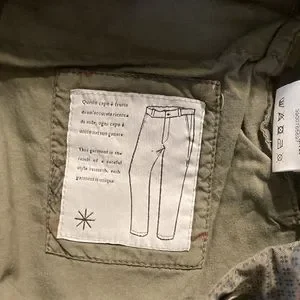 Questo capo è frutto
di un'accurata ricerca
di stile, ogni capo è
unico nel suo genere.
This garment is the
result of a careful
style research, each
garment is unique.